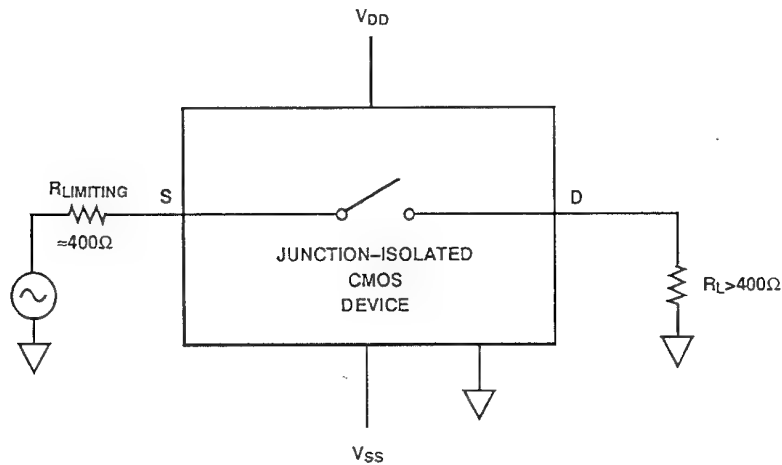 VDD
RLIMITING
S
D
≈400Ω
JUNCTION–ISOLATED
CMOS
DEVICE
RL>400Ω
VSS